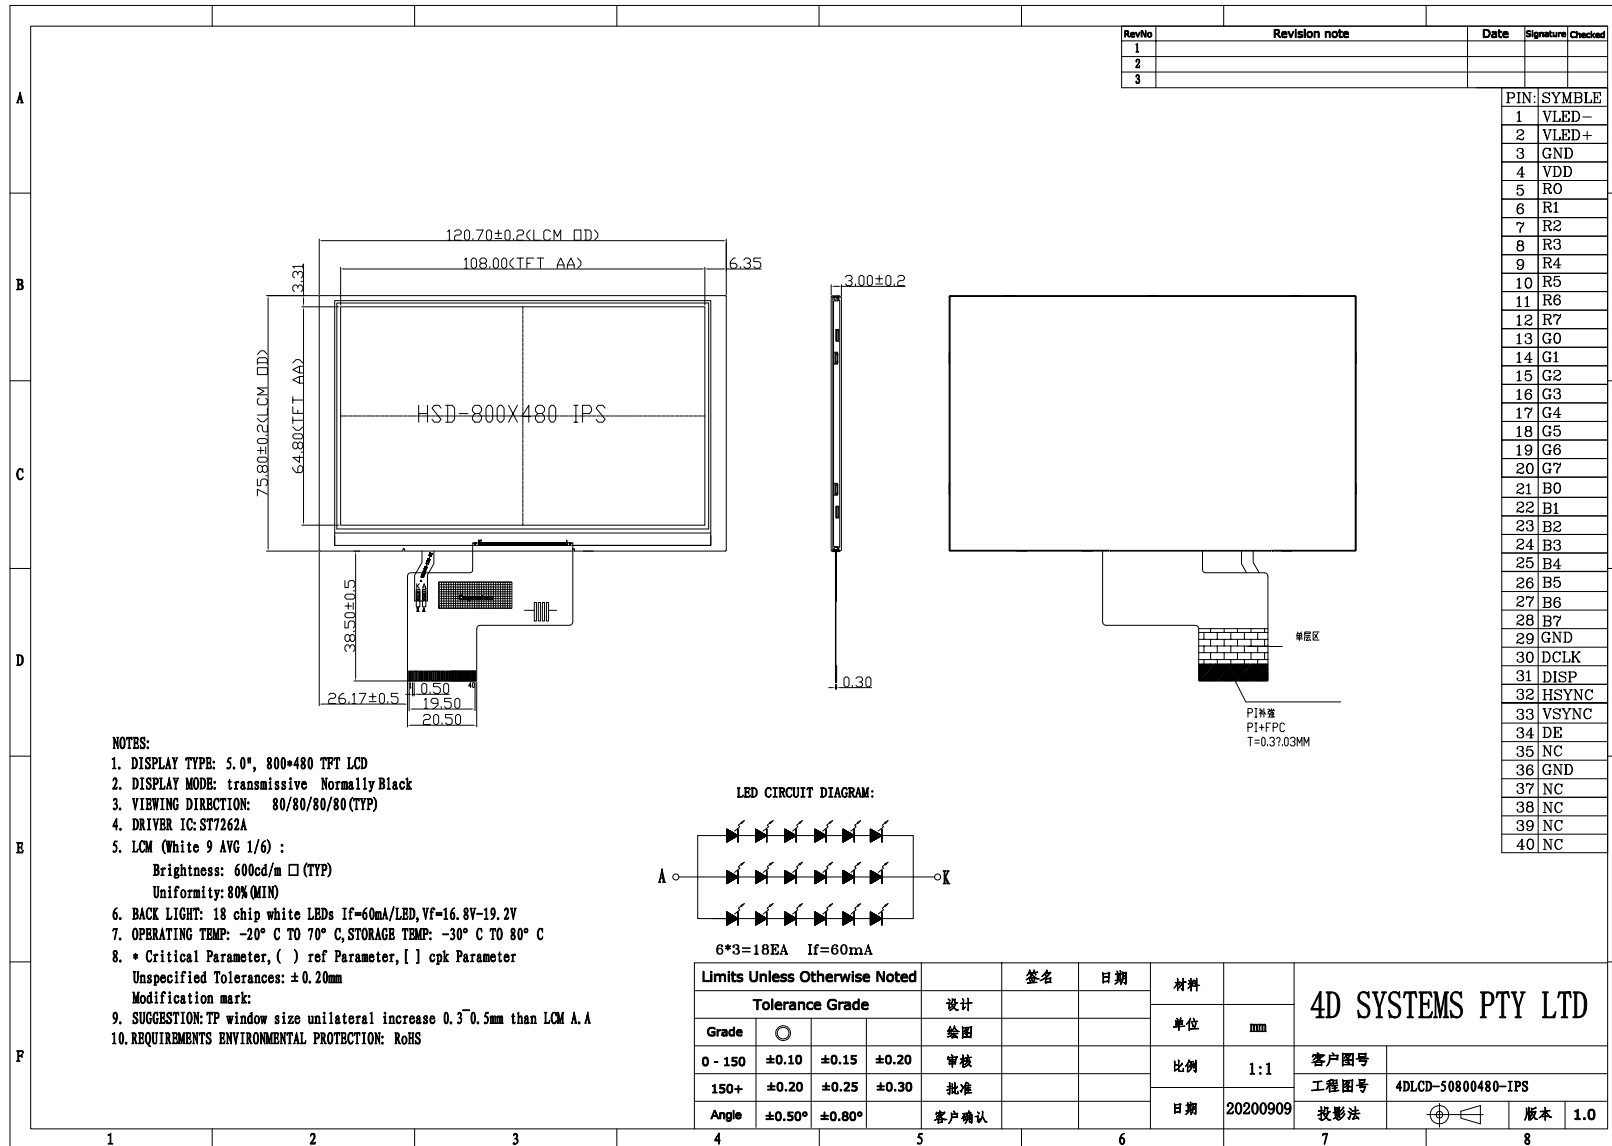 RevNo Revision note Date Signature Checked
1
2
3
PIN: SYMBLE
1 VLED-
2 VLED+
3 GND
4 VDD
5 R0
6 R1
7 R2
8 R3
9 R4
10 R5
11 R6
12 R7
13 G0
14 G1
15 G2
16 G3
17 G4
18 G5
19 G6
20 G7
21 B0
22 B1
23 B2
24 B3
25 B4
26 B5
27 B6
28 B7
29 GND
30 DCLK
31 DISP
32 HSYNC
33 VSYNC
34 DE
35 NC
36 GND
37 NC
38 NC
39 NC
40 NC
A
B
C
D
E
F
120.70±0.2(LCM OD)
108.00(TFT AA)
6.35
3.31
75.80±0.2(LCM OD)
64.80(TFT AA)
HSD-800X480 IPS
3.00±0.2
K A
38.50±0.5
1 40
0.50
26.17±0.5
19.50
20.50
0.30
单层区
PI补强
PI+FPC
T=0.3?.03MM
NOTES:
1. DISPLAY TYPE: 5.0", 800*480 TFT LCD
2. DISPLAY MODE: transmissive Normally Black
3. VIEWING DIRECTION: 80/80/80/80(TYP)
4. DRIVER IC:ST7262A
5. LCM (White 9 AVG 1/6) :
Brightness: 600cd/m □(TYP)
Uniformity:80%(MIN)
6. BACK LIGHT: 18 chip white LEDs If=60mA/LED,Vf=16.8V-19.2V
7. OPERATING TEMP: -20° C TO 70° C,STORAGE TEMP: -30° C TO 80° C
8. * Critical Parameter,( ) ref Parameter,[ ] cpk Parameter
Unspecified Tolerances: ±0.20mm
Modification mark:
9. SUGGESTION:TP window size unilateral increase 0.3~0.5mm than LCM A.A
10.REQUIREMENTS ENVIRONMENTAL PROTECTION: RoHS
LED CIRCUIT DIAGRAM:
A K
6*3=18EA If=60mA
Limits Unless Otherwise Noted
Tolerance Grade
Grade ◎
0 - 150 ±0.10 ±0.15 ±0.20
150+ ±0.20 ±0.25 ±0.30
Angle ±0.50° ±0.80°
签名 日期
设计
绘图
审核
批准
客户确认
材料
单位 mm
比例 1:1
日期 20200909
4D SYSTEMS PTY LTD
客户图号
工程图号 4DLCD-50800480-IPS
投影法 版本 1.0
1 2 3 4 5 6 7 8